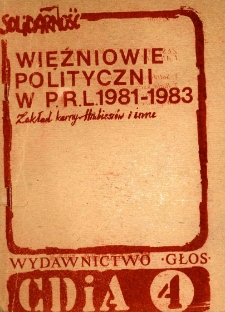 SOLIDARNOŚĆ
WIĘŹNIOWIE
POLITYCZNI
W P.R.L. 1981-1983
Zakład karny Hrubieszów i inne
WYDAWNICTWO ·GŁOS·
CDiA 4